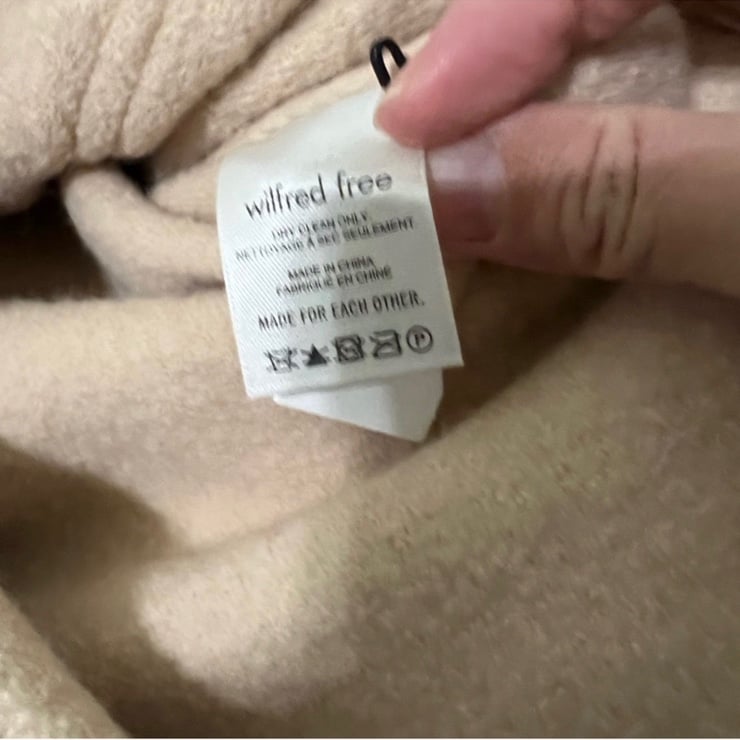 wilfred free
DRY CLEAN ONLY
NETTOYAGE À SEC SEULEMENT
MADE IN CHINA
FABRIQUÉ EN CHINE
MADE FOR EACH OTHER.
P